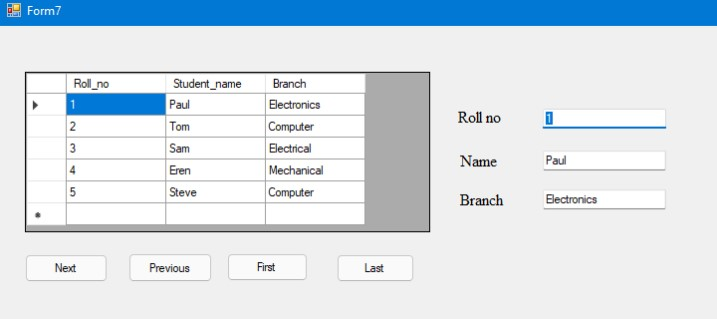 Form7
Roll_no Student_name Branch
1 Paul Electronics
2 Tom Computer
3 Sam Electrical
4 Eren Mechanical
5 Steve Computer
*
Roll no 1
Name Paul
Branch Electronics
Next Previous First Last